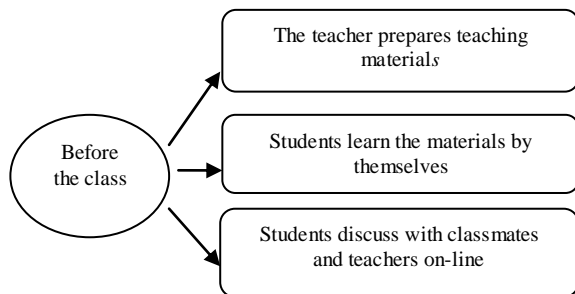 The teacher prepares teaching
materials
Before
the class
Students learn the materials by
themselves
Students discuss with classmates
and teachers on-line